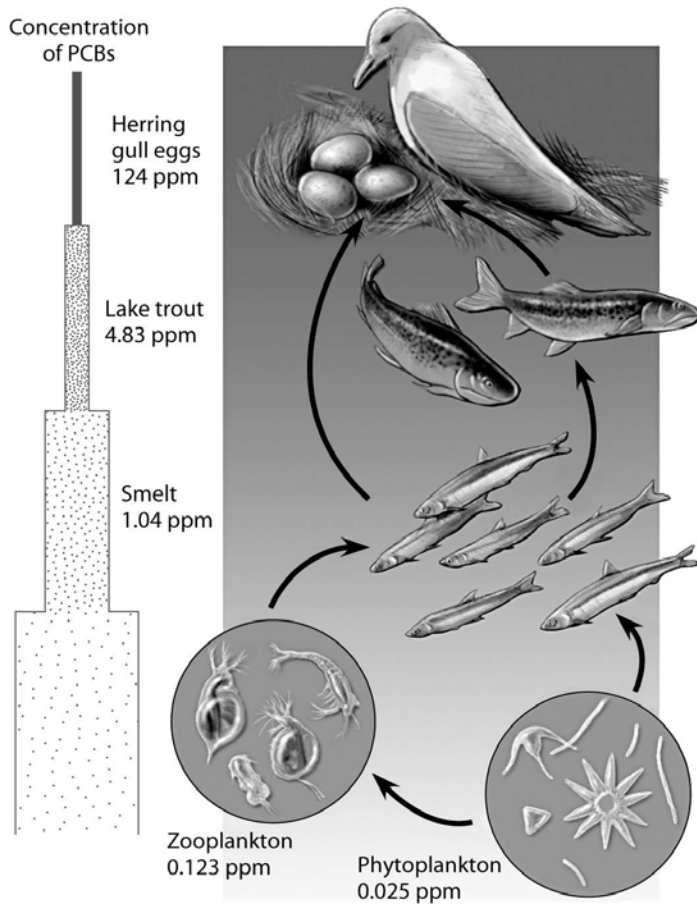 Concentration
of PCBs
Herring
gull eggs
124 ppm
Lake trout
4.83 ppm
Smelt
1.04 ppm
Zooplankton
0.123 ppm
Phytoplankton
0.025 ppm